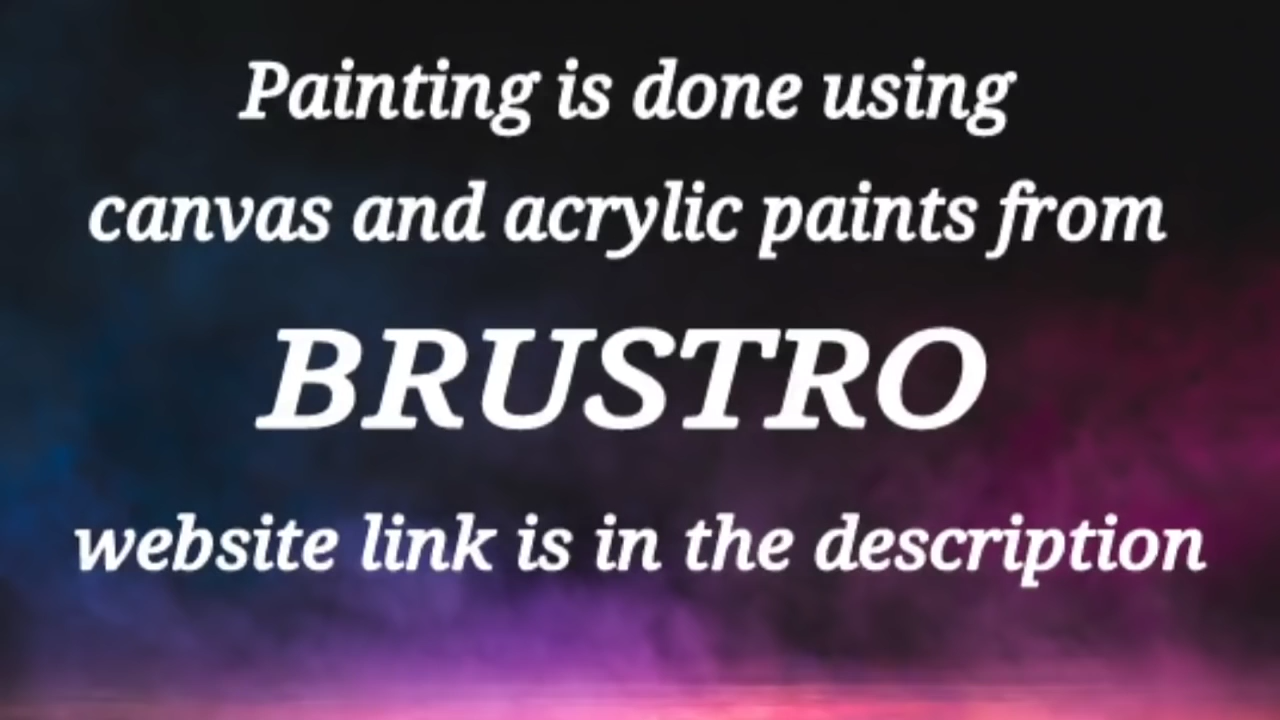 Painting is done using
canvas and acrylic paints from
BRUSTRO
website link is in the description